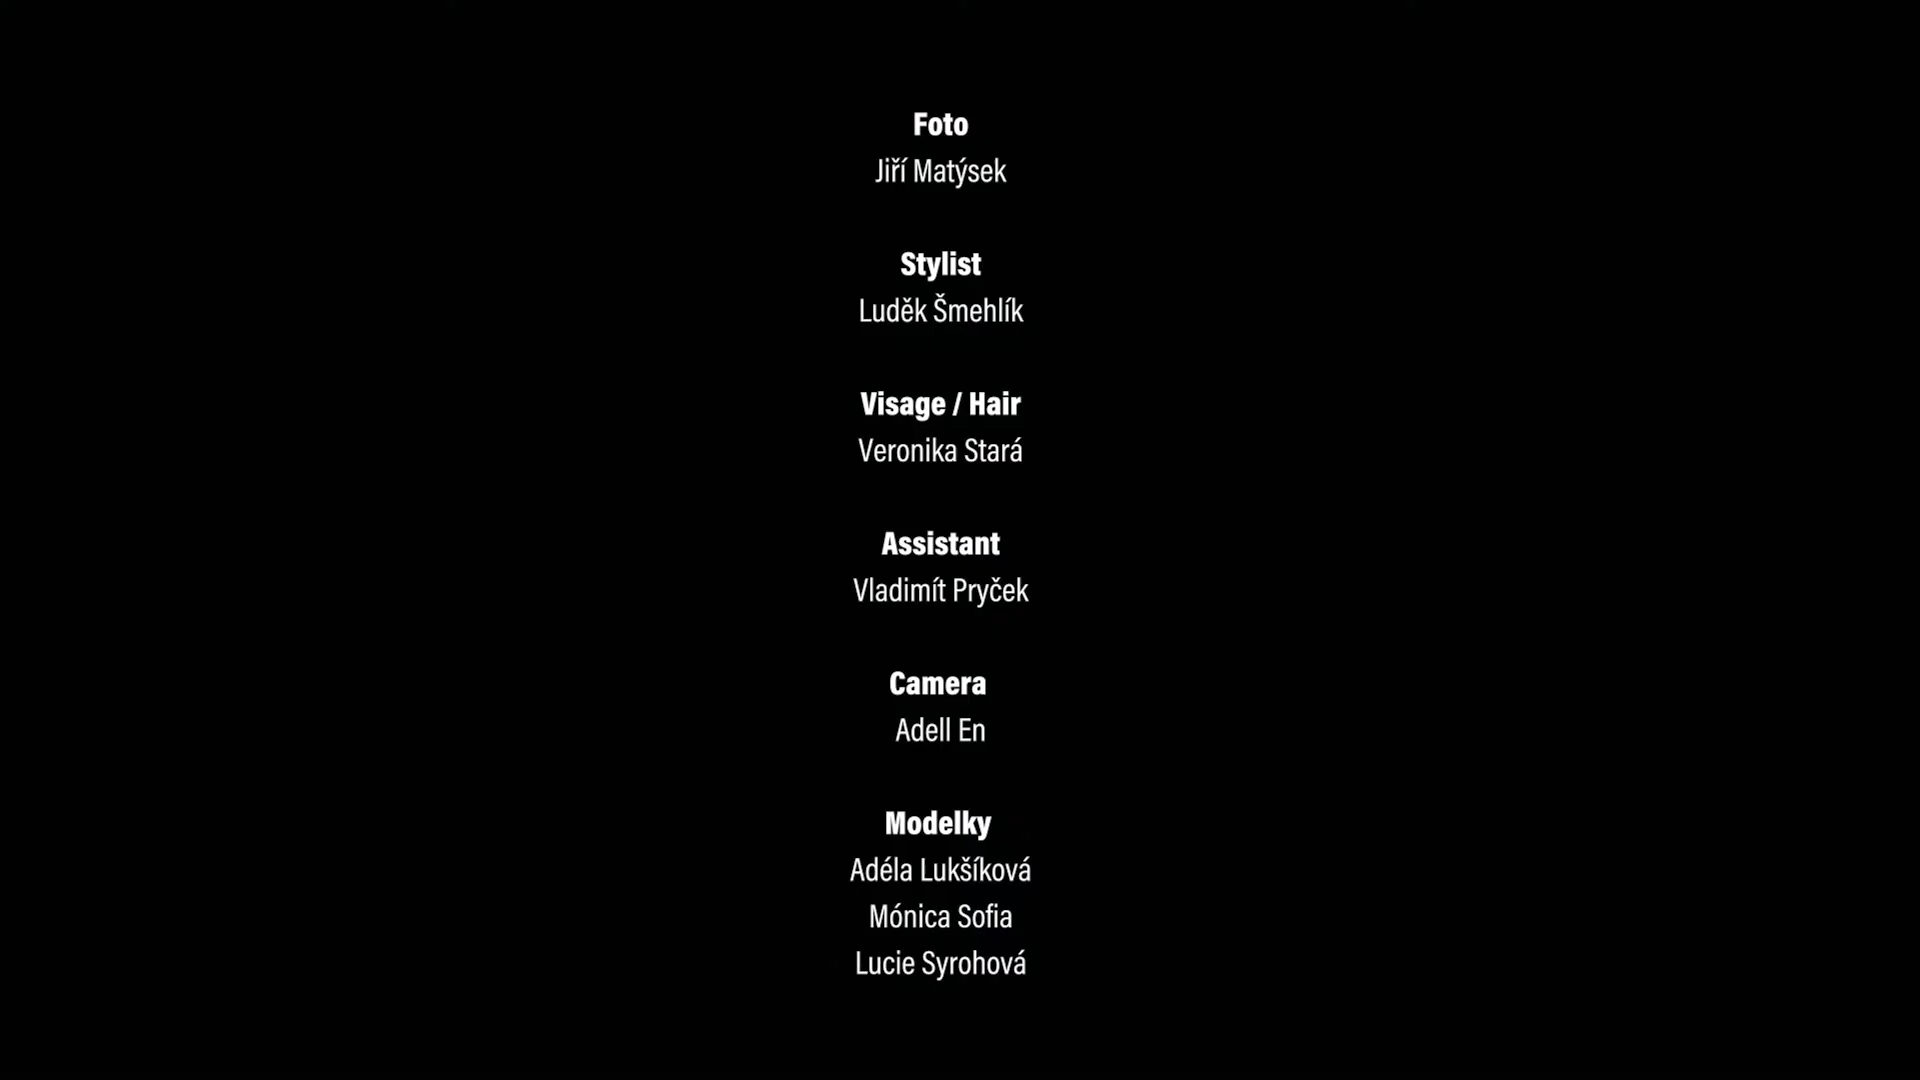 Foto
Jiří Matýsek
Stylist
Luděk Šmehlík
Visage / Hair
Veronika Stará
Assistant
Vladimít Pryček
Camera
Adell En
Modelky
Adéla Lukšíková
Mónica Sofia
Lucie Syrohová